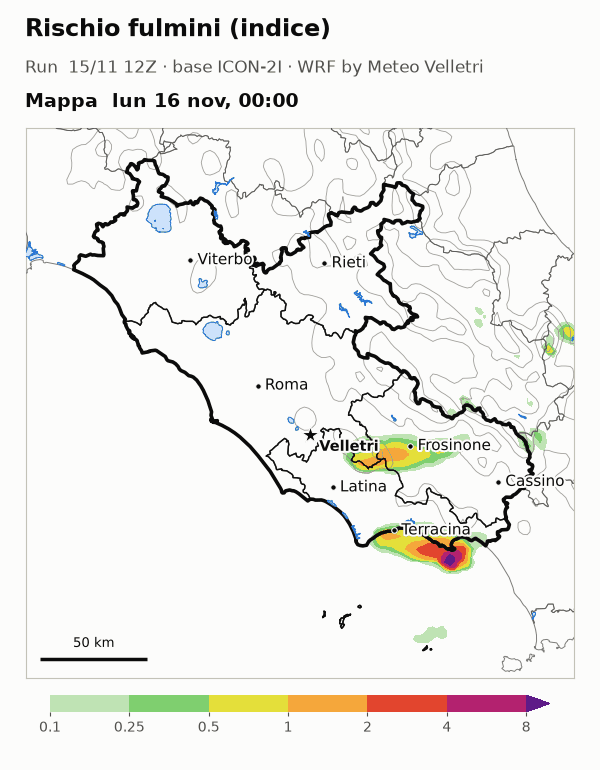 Rischio fulmini (indice)
Run  15/11 12Z · base ICON-2I · WRF by Meteo Velletri
Mappa  lun 16 nov, 00:00
Viterbo
Rieti
Roma
Velletri
Frosinone
Latina
Cassino
Terracina
50 km
0.1 0.25 0.5 1 2 4 8